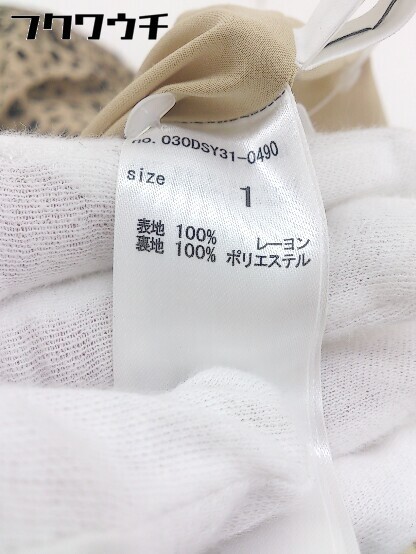 フクワウチ
no. 030DSY31-0490
size 1
表地 100% レーヨン
裏地 100% ポリエステル